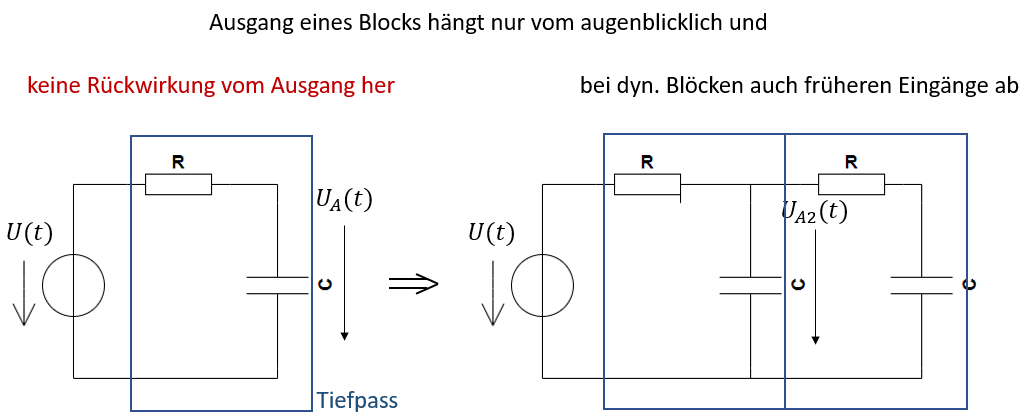 Ausgang eines Blocks hängt nur vom augenblicklich und
keine Rückwirkung vom Ausgang her
bei dyn. Blöcken auch früheren Eingänge ab
R
U_A(t)
U(t)
C
Tiefpass
R
R
U_{A2}(t)
U(t)
C
C